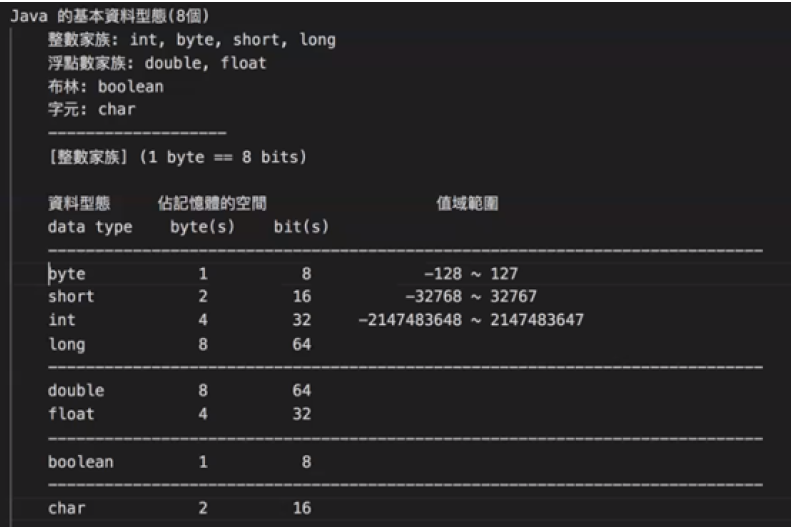 Java 的基本資料型態(8個)
整數家族: int, byte, short, long
浮點數家族: double, float
布林: boolean
字元: char
-------------------
[整數家族] (1 byte == 8 bits)
資料型態 佔記憶體的空間 值域範圍
data type byte(s) bit(s)
byte 1 8 -128 ~ 127
short 2 16 -32768 ~ 32767
int 4 32 -2147483648 ~ 2147483647
long 8 64
double 8 64
float 4 32
boolean 1 8
char 2 16